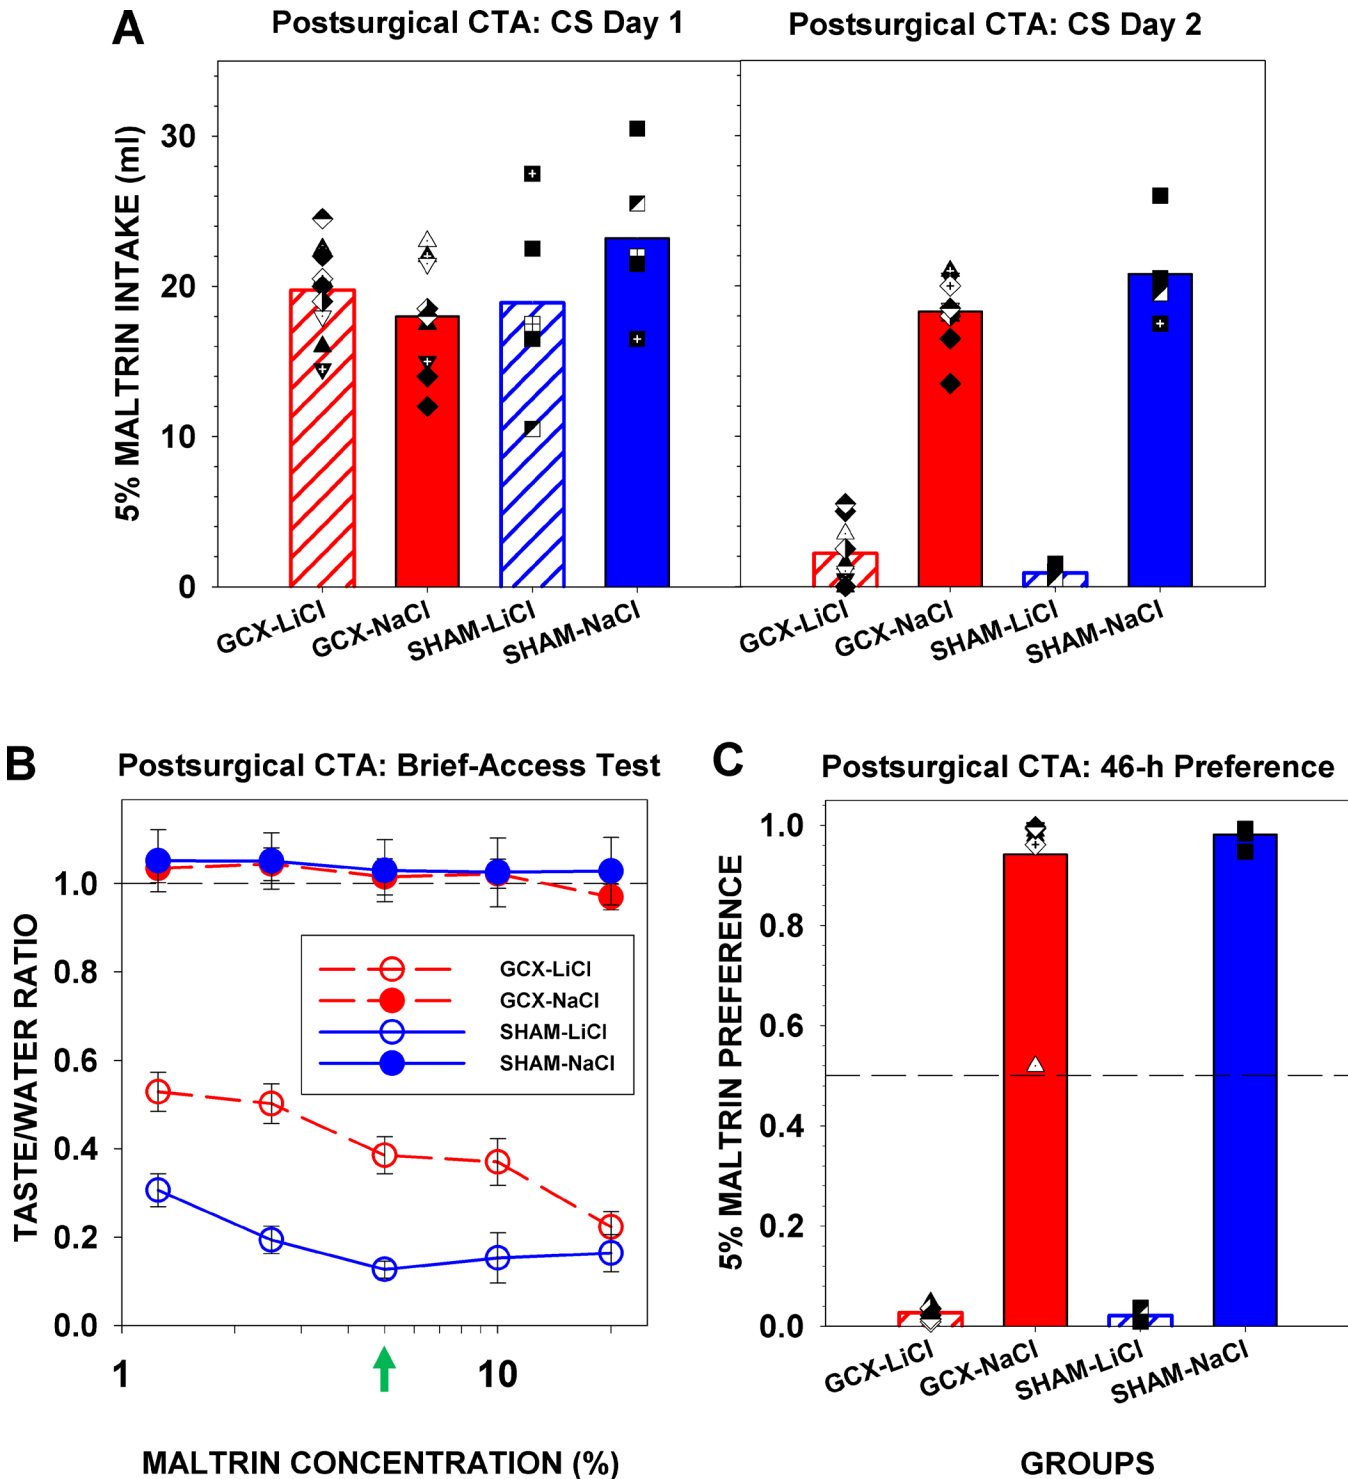 A
Postsurgical CTA: CS Day 1
Postsurgical CTA: CS Day 2
5% MALTRIN INTAKE (ml)
30
20
10
0
GCX-LiCl
GCX-NaCl
SHAM-LiCl
SHAM-NaCl
GCX-LiCl
GCX-NaCl
SHAM-LiCl
SHAM-NaCl
B
Postsurgical CTA: Brief-Access Test
TASTE/WATER RATIO
1.0
0.8
0.6
0.4
0.2
0.0
GCX-LiCl
GCX-NaCl
SHAM-LiCl
SHAM-NaCl
1
10
MALTRIN CONCENTRATION (%)
C
Postsurgical CTA: 46-h Preference
5% MALTRIN PREFERENCE
1.0
0.8
0.6
0.4
0.2
0.0
GCX-LiCl
GCX-NaCl
SHAM-LiCl
SHAM-NaCl
GROUPS